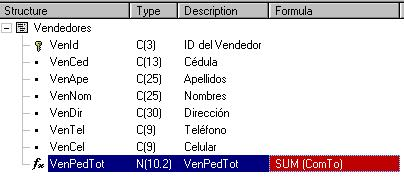 Structure Type Description Formula
Vendedores
VenId C(3) ID del Vendedor
VenCed C(13) Cédula
VenApe C(25) Apellidos
VenNom C(25) Nombres
VenDir C(30) Dirección
VenTel C(9) Teléfono
VenCel C(9) Celular
fx VenPedTot N(10.2) VenPedTot SUM (ComTo)